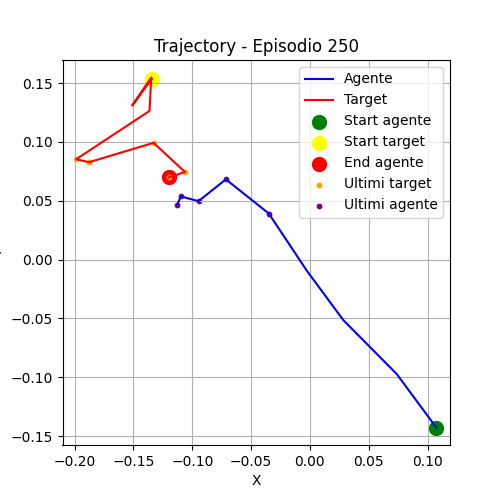 Trajectory - Episodio 250
Agente
Target
Start agente
Start target
End agente
Ultimi target
Ultimi agente
0.15
0.10
0.05
0.00
−0.05
−0.10
−0.15
−0.20
−0.15
−0.10
−0.05
0.00
0.05
0.10
X